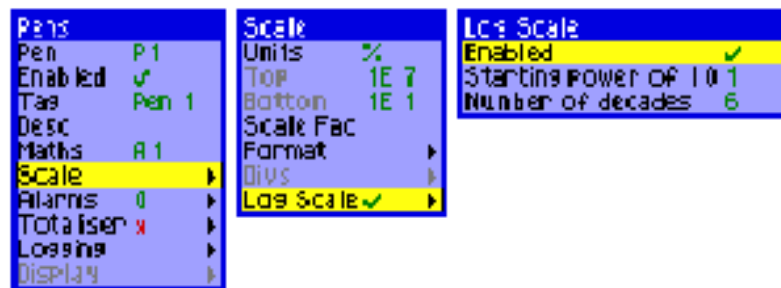 Pens
Pen P1
Enabled ✓
Tag Pen 1
Desc
Maths A1
Scale
Alarms 0
Totaliser x
Logging
Display
Scale
Units %
Top 1E 7
Bottom 1E 1
Scale Fac
Format
Divs
Log Scale ✓
Log Scale
Enabled ✓
Starting power of 10 1
Number of decades 6